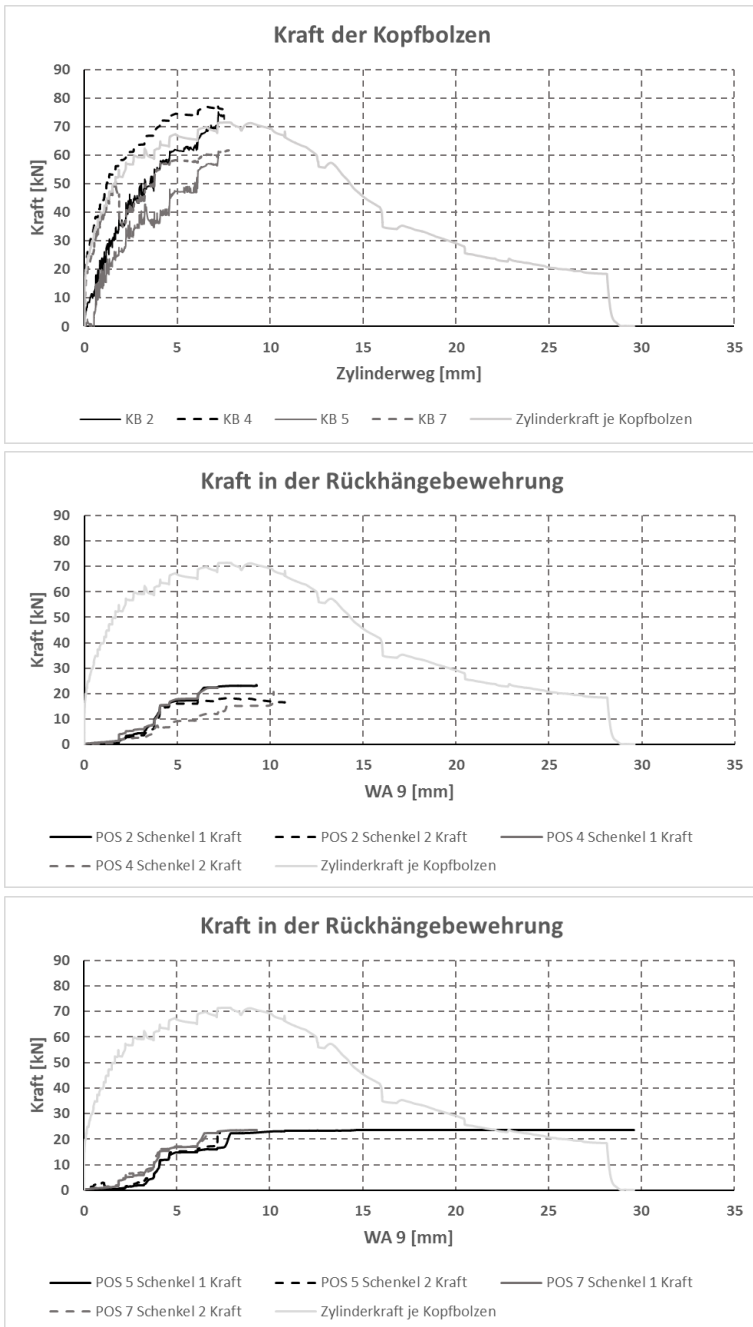 Kraft der Kopfbolzen
90
80
70
60
50
40
30
20
10
0
Kraft [kN]
0 5 10 15 20 25 30 35
Zylinderweg [mm]
KB 2 KB 4 KB 5 KB 7 Zylinderkraft je Kopfbolzen
Kraft in der Rückhängebewehrung
90
80
70
60
50
40
30
20
10
0
Kraft [kN]
0 5 10 15 20 25 30 35
WA 9 [mm]
POS 2 Schenkel 1 Kraft POS 2 Schenkel 2 Kraft POS 4 Schenkel 1 Kraft
POS 4 Schenkel 2 Kraft Zylinderkraft je Kopfbolzen
Kraft in der Rückhängebewehrung
90
80
70
60
50
40
30
20
10
0
Kraft [kN]
0 5 10 15 20 25 30 35
WA 9 [mm]
POS 5 Schenkel 1 Kraft POS 5 Schenkel 2 Kraft POS 7 Schenkel 1 Kraft
POS 7 Schenkel 2 Kraft Zylinderkraft je Kopfbolzen